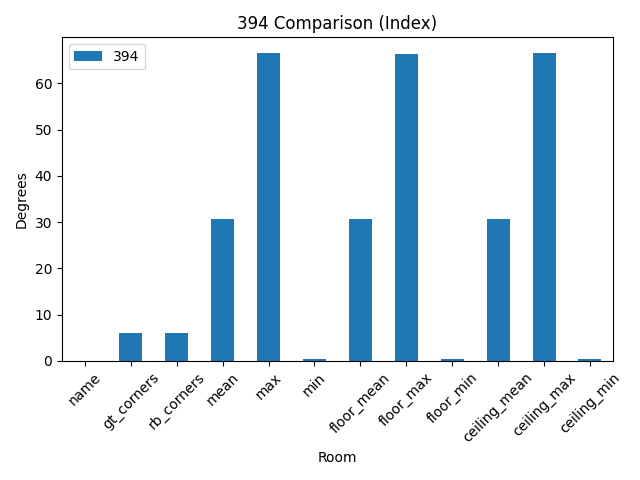 394 Comparison (Index)
394
Degrees
60
50
40
30
20
10
0
name
gt_corners
rb_corners
mean
max
min
floor_mean
floor_max
floor_min
ceiling_mean
ceiling_max
ceiling_min
Room